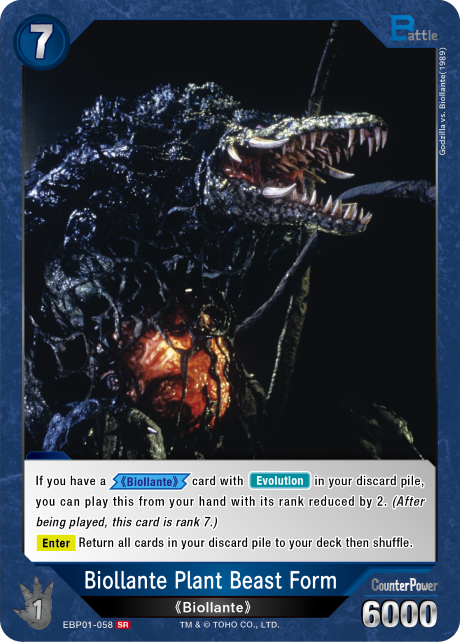 7
Battle
Godzilla vs. Biollante(1989)
If you have a 《Biollante》 card with Evolution in your discard pile,
you can play this from your hand with its rank reduced by 2. (After
being played, this card is rank 7.)
Enter Return all cards in your discard pile to your deck then shuffle.
Biollante Plant Beast Form
CounterPower
1
《Biollante》
6000
EBP01-058 SR
TM & © TOHO CO., LTD.